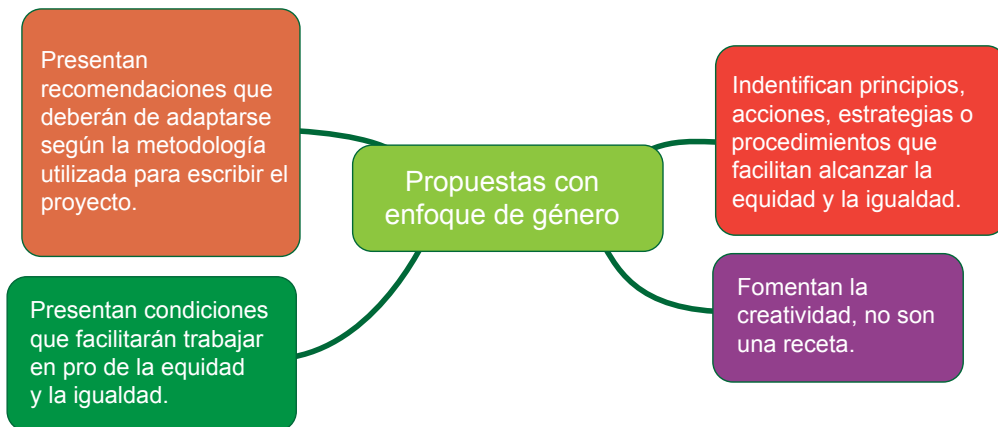 Presentan
recomendaciones que
deberán de adaptarse
según la metodología
utilizada para escribir el
proyecto.
Indentifican principios,
acciones, estrategias o
procedimientos que
facilitan alcanzar la
equidad y la igualdad.
Propuestas con
enfoque de género
Presentan condiciones
que facilitarán trabajar
en pro de la equidad
y la igualdad.
Fomentan la
creatividad, no son
una receta.